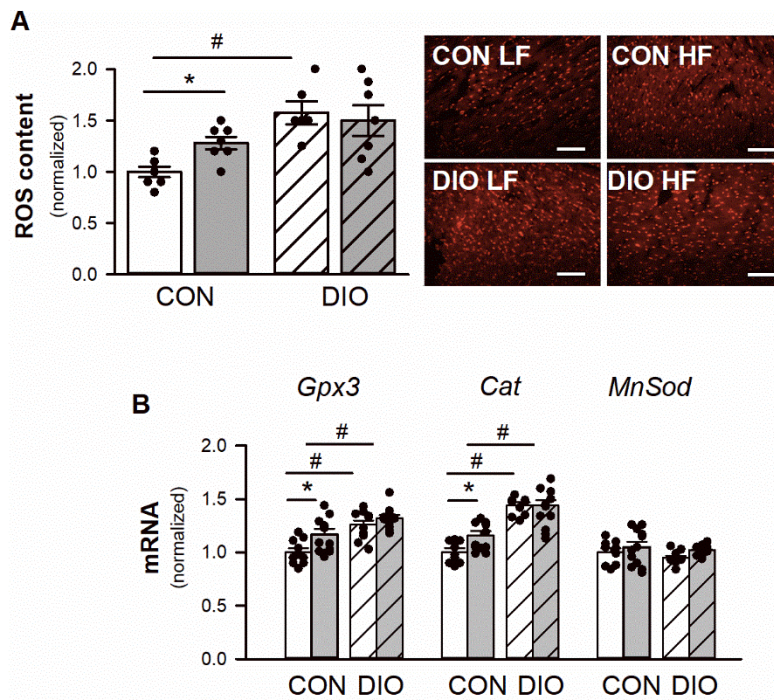 A
ROS content
(normalized)
2.0
1.5
1.0
0.5
0.0
#
*
CON
DIO
CON LF
CON HF
DIO LF
DIO HF
B
Gpx3
Cat
MnSod
mRNA
(normalized)
2.0
1.5
1.0
0.5
0.0
#
#
*
#
#
*
CON DIO
CON DIO
CON DIO